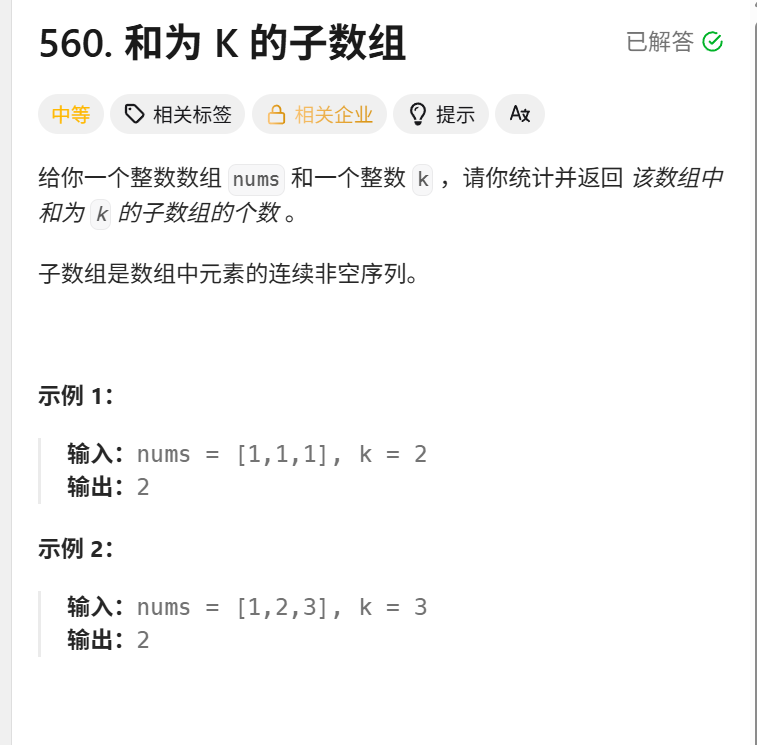 560. 和为 K 的子数组
已解答
中等 相关标签 相关企业 提示 Ax
给你一个整数数组 nums 和一个整数 k ，请你统计并返回 该数组中
和为 k 的子数组的个数 。
子数组是数组中元素的连续非空序列。
示例 1：
输入：nums = [1,1,1], k = 2
输出：2
示例 2：
输入：nums = [1,2,3], k = 3
输出：2